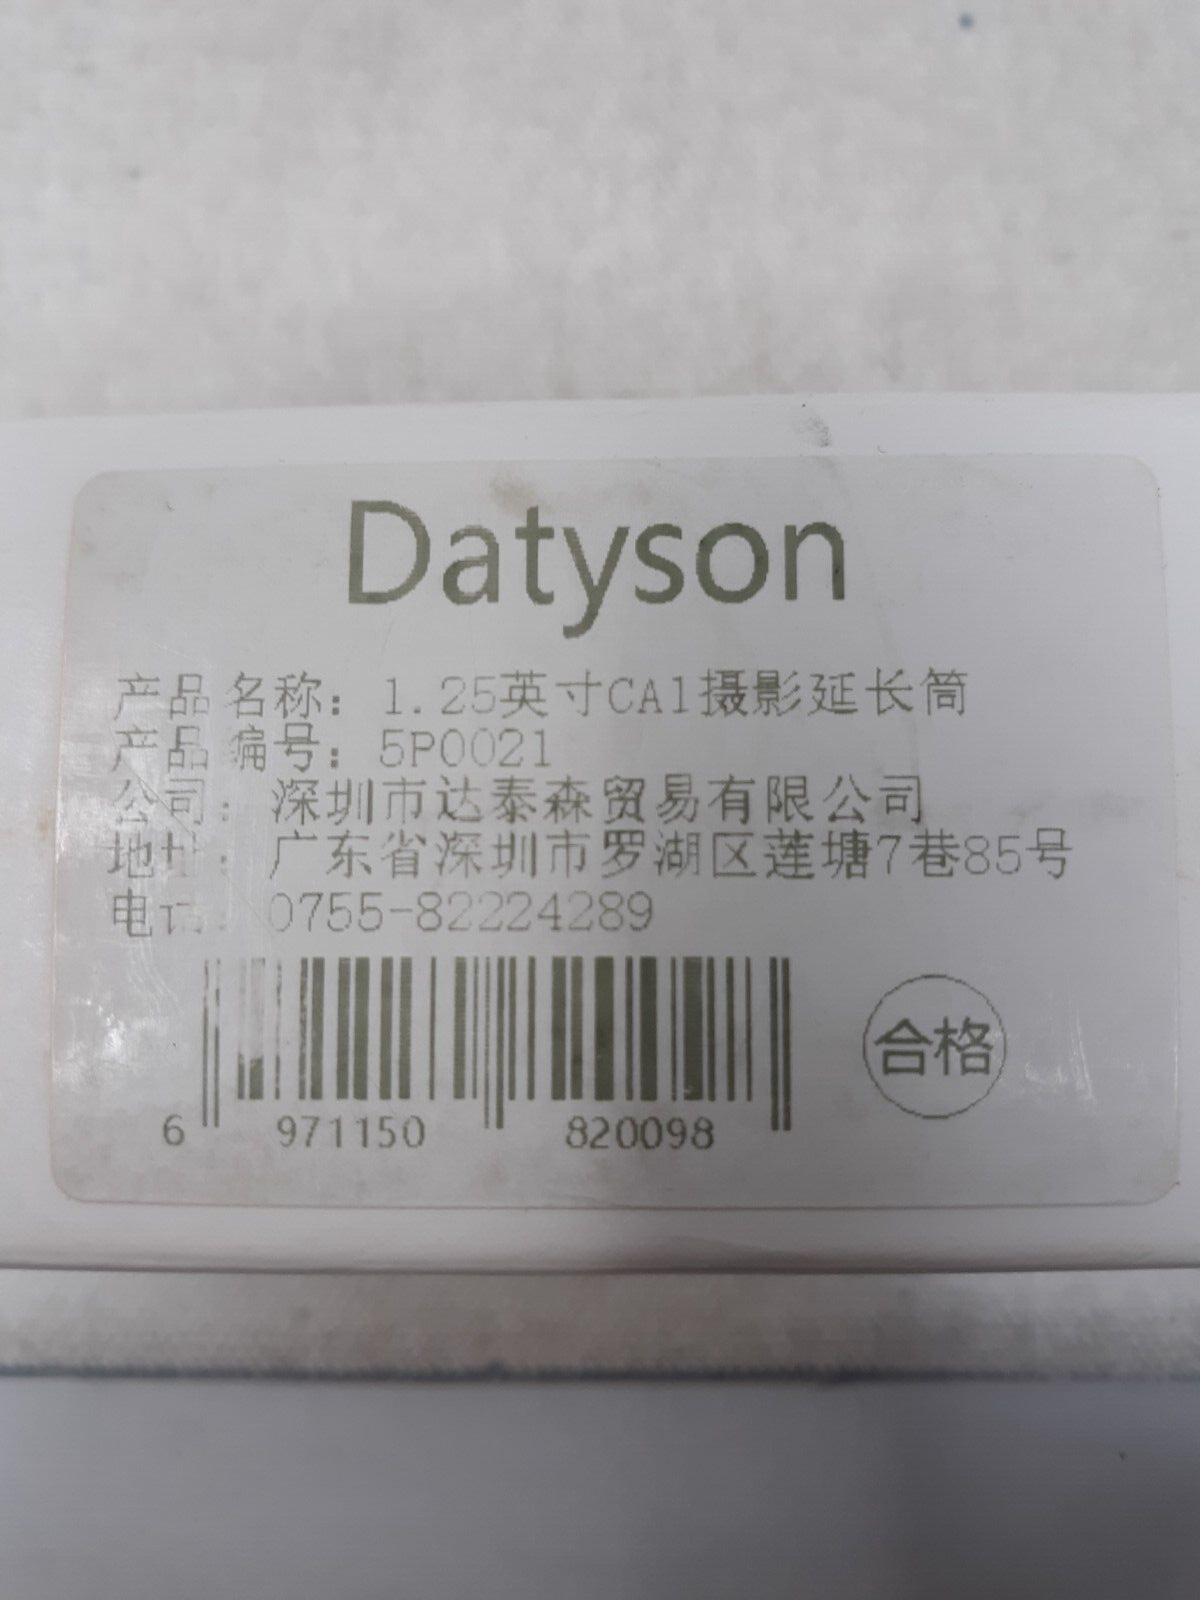 Datyson
产品名称：1.25英寸CA1摄影延长筒
产品编号：5P0021
公司：深圳市达泰森贸易有限公司
地址：广东省深圳市罗湖区莲塘7巷85号
电话：0755-82224289
6 971150 820098
合格